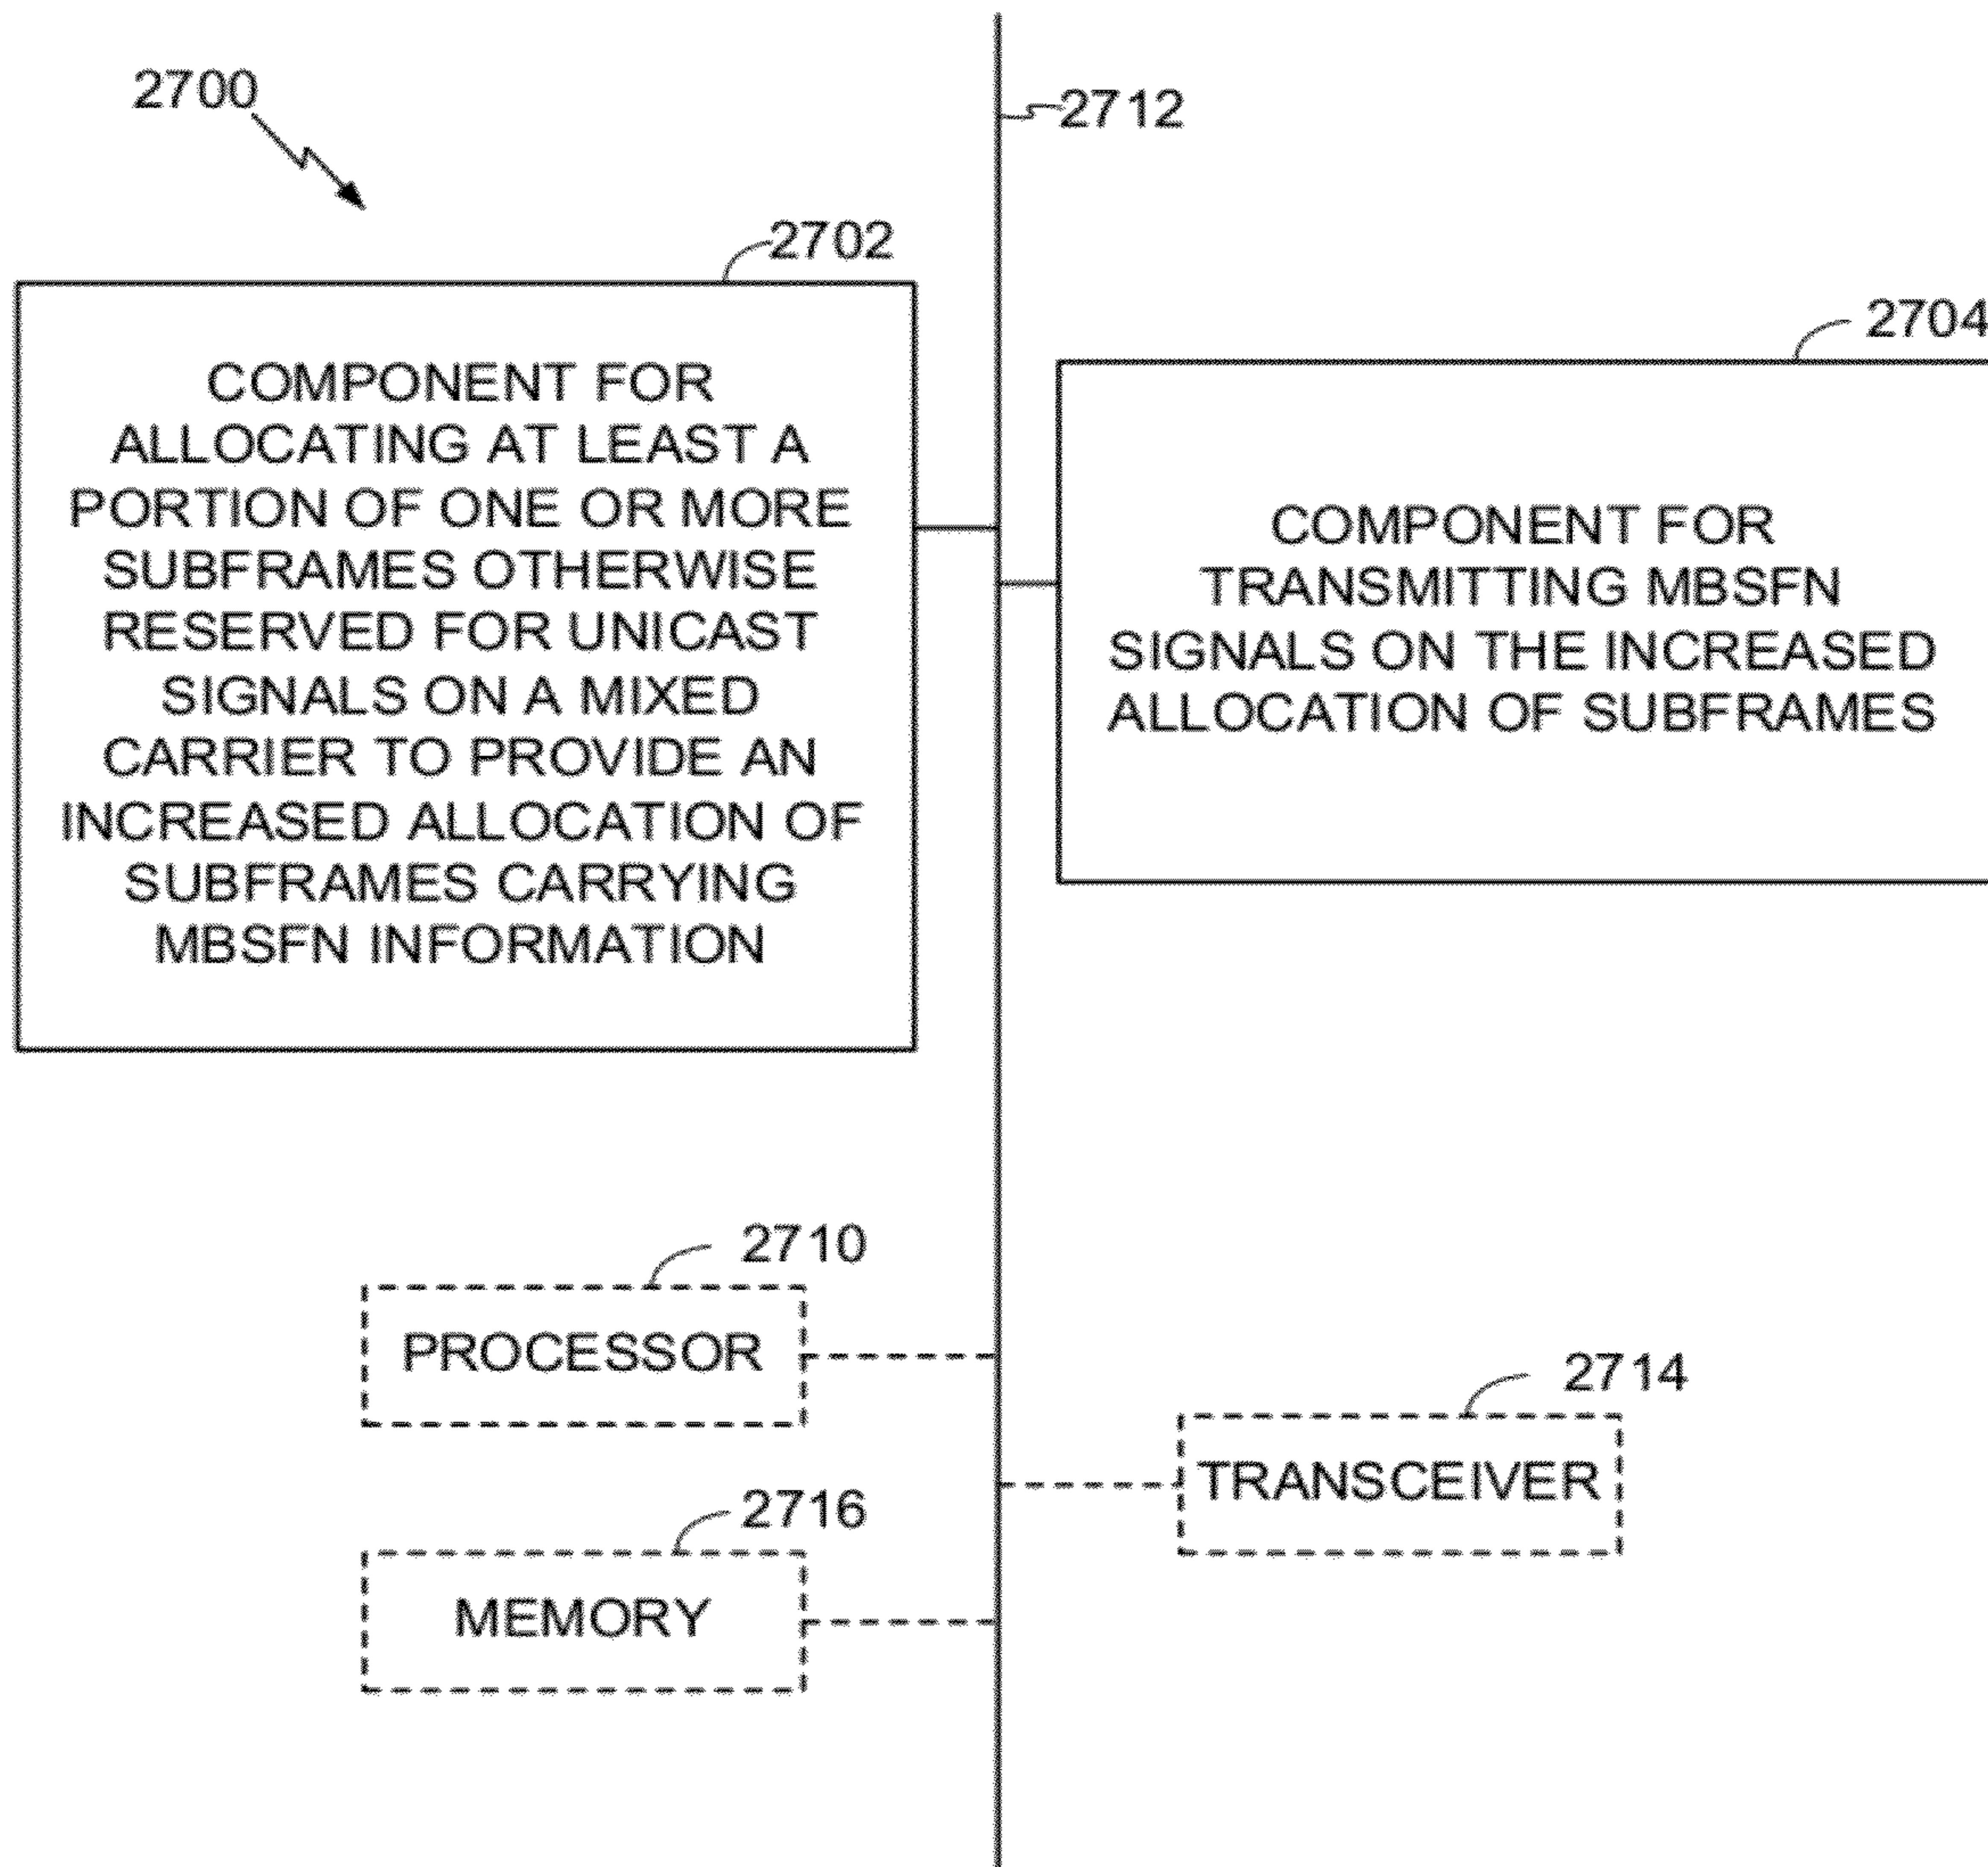 2700
2712
2702
COMPONENT FOR
ALLOCATING AT LEAST A
PORTION OF ONE OR MORE
SUBFRAMES OTHERWISE
RESERVED FOR UNICAST
SIGNALS ON A MIXED
CARRIER TO PROVIDE AN
INCREASED ALLOCATION OF
SUBFRAMES CARRYING
MBSFN INFORMATION
2704
COMPONENT FOR
TRANSMITTING MBSFN
SIGNALS ON THE INCREASED
ALLOCATION OF SUBFRAMES
2710
PROCESSOR
2714
TRANSCEIVER
2716
MEMORY